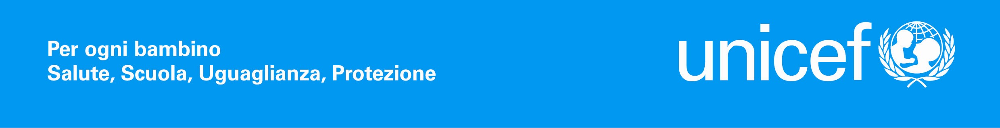 Per ogni bambino
Salute, Scuola, Uguaglianza, Protezione
unicef